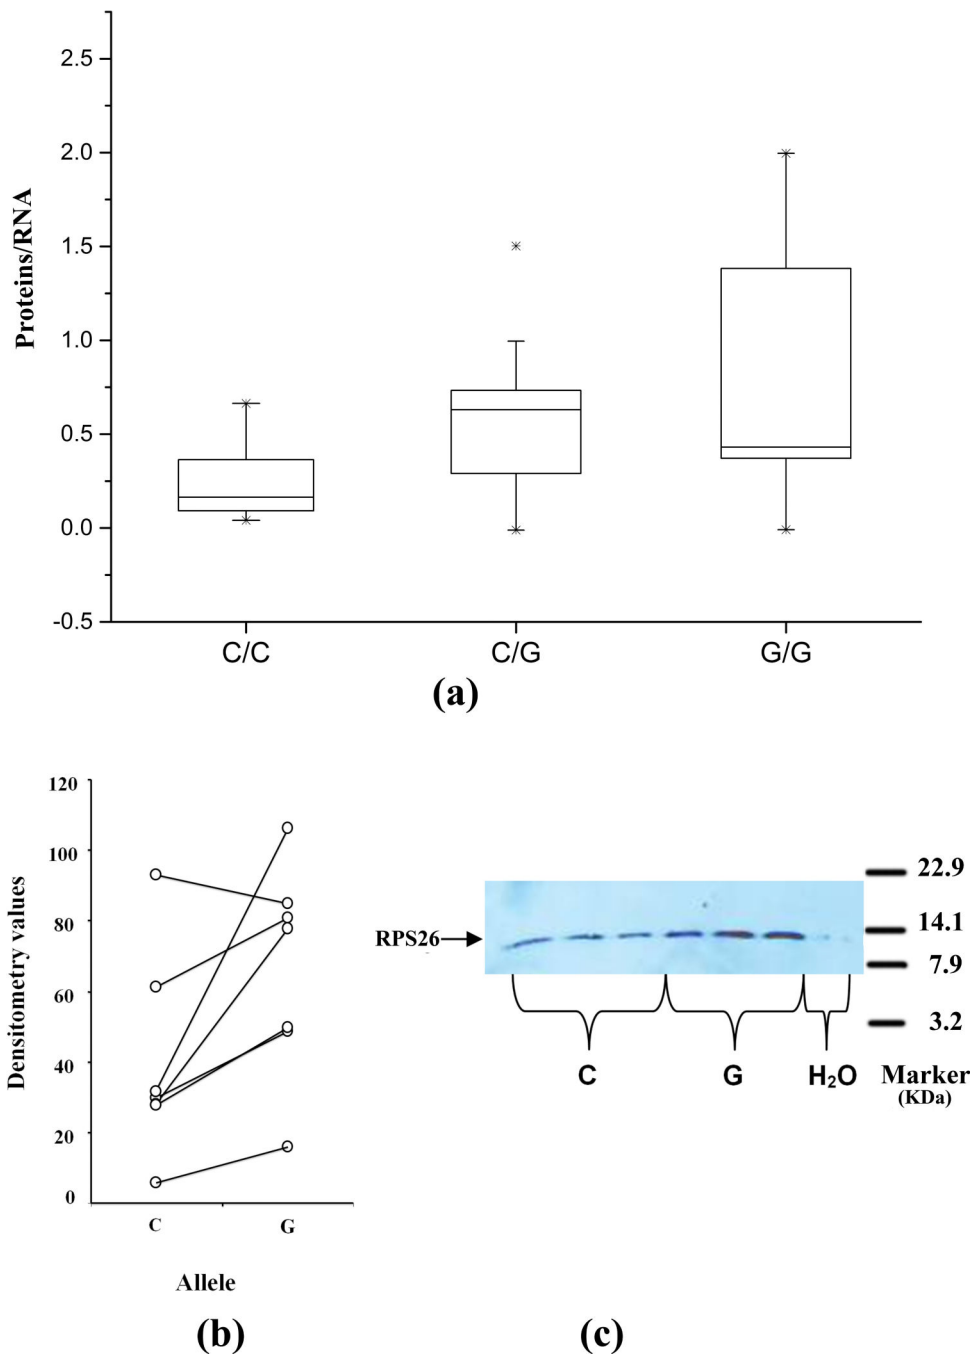 2.5
2.0
1.5
1.0
0.5
0.0
-0.5
Proteins/RNA
C/C C/G G/G
(a)
120
100
80
60
40
20
0
Densitometry values
C G
Allele
(b)
RPS26
22.9
14.1
7.9
3.2
C G H₂O Marker
(KDa)
(c)